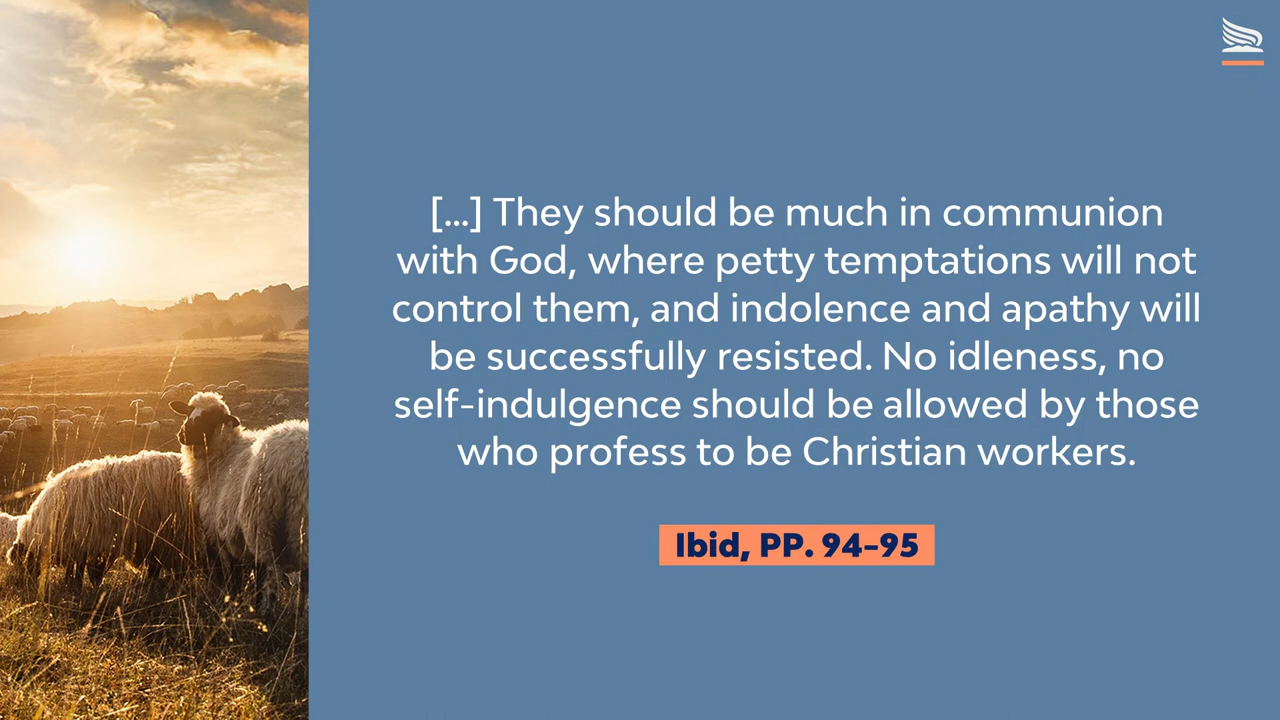 [...] They should be much in communion
with God, where petty temptations will not
control them, and indolence and apathy will
be successfully resisted. No idleness, no
self-indulgence should be allowed by those
who profess to be Christian workers.
Ibid, PP. 94-95